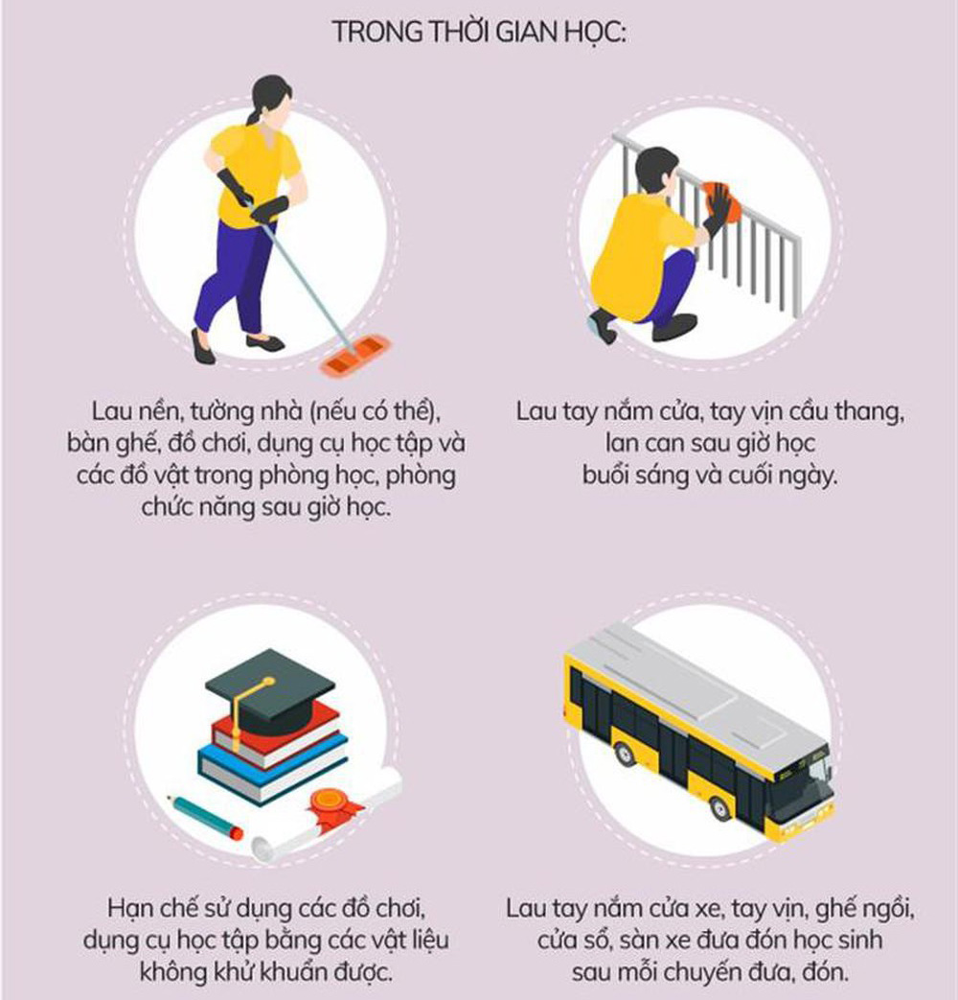 TRONG THỜI GIAN HỌC:
Lau nền, tường nhà (nếu có thể),
bàn ghế, đồ chơi, dụng cụ học tập và
các đồ vật trong phòng học, phòng
chức năng sau giờ học.
Lau tay nắm cửa, tay vịn cầu thang,
lan can sau giờ học
buổi sáng và cuối ngày.
Hạn chế sử dụng các đồ chơi,
dụng cụ học tập bằng các vật liệu
không khử khuẩn được.
Lau tay nắm cửa xe, tay vịn, ghế ngồi,
cửa sổ, sàn xe đưa đón học sinh
sau mỗi chuyến đưa, đón.